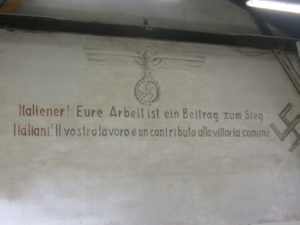 Italiener! Eure Arbeit ist ein Beitrag zum Sieg
Italiani! Il vostro lavoro é un contributo alla vittoria comune